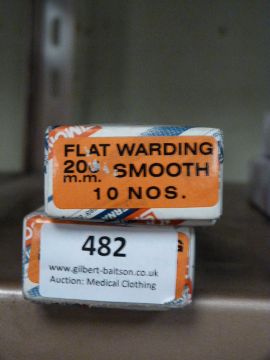 FLAT WARDING
200 SMOOTH
m.m.
10 NOS.
482
www.gilbert-baitson.co.uk
Auction: Medical Clothing